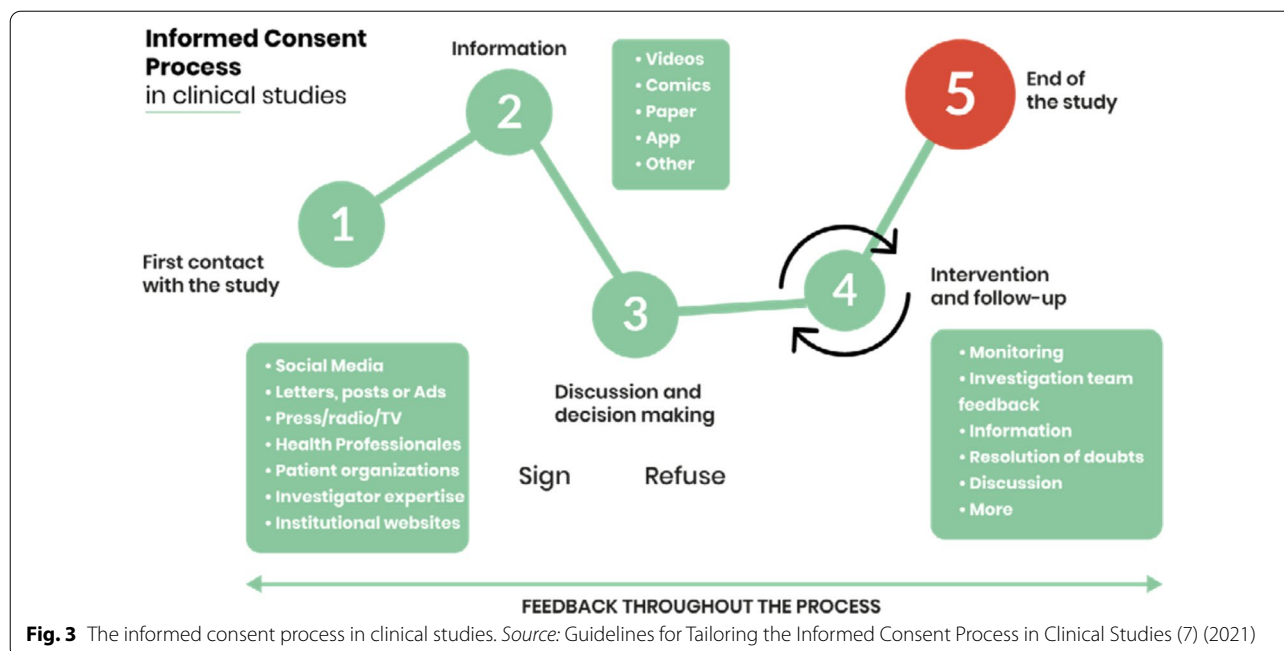 Informed Consent
Process
in clinical studies
1
First contact
with the study
• Social Media
• Letters, posts or Ads
• Press/radio/TV
• Health Professionales
• Patient organizations
• Investigator expertise
• Institutional websites
Information
2
• Videos
• Comics
• Paper
• App
• Other
3
Discussion and
decision making
Sign Refuse
4
Intervention
and follow-up
• Monitoring
• Investigation team
feedback
• Information
• Resolution of doubts
• Discussion
• More
5
End of
the study
FEEDBACK THROUGHOUT THE PROCESS
Fig. 3 The informed consent process in clinical studies. Source: Guidelines for Tailoring the Informed Consent Process in Clinical Studies (7) (2021)